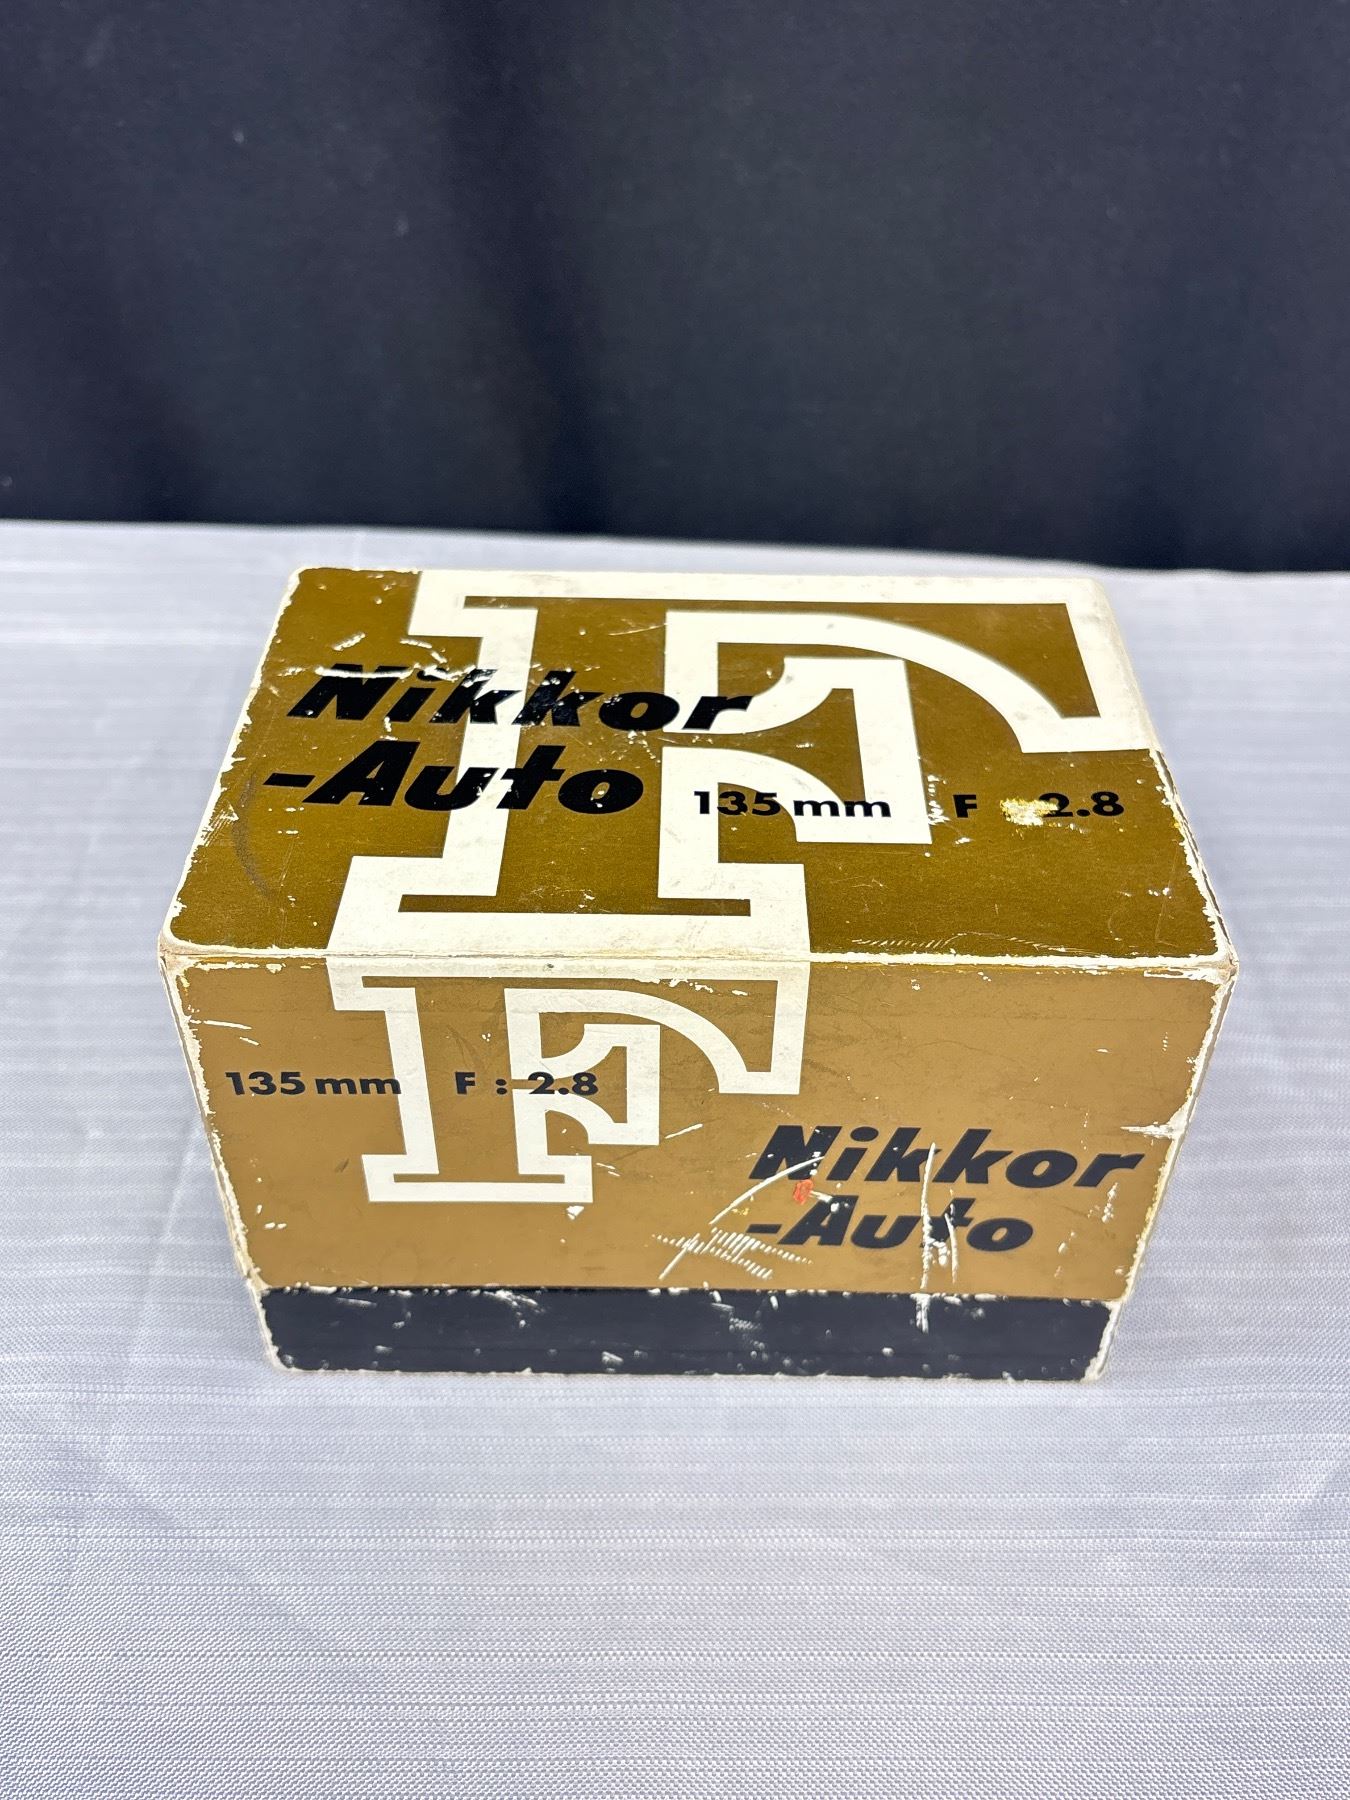 F
Nikkor
-Auto 135mm F 2.8
F
135mm F: 2.8
Nikkor
-Auto